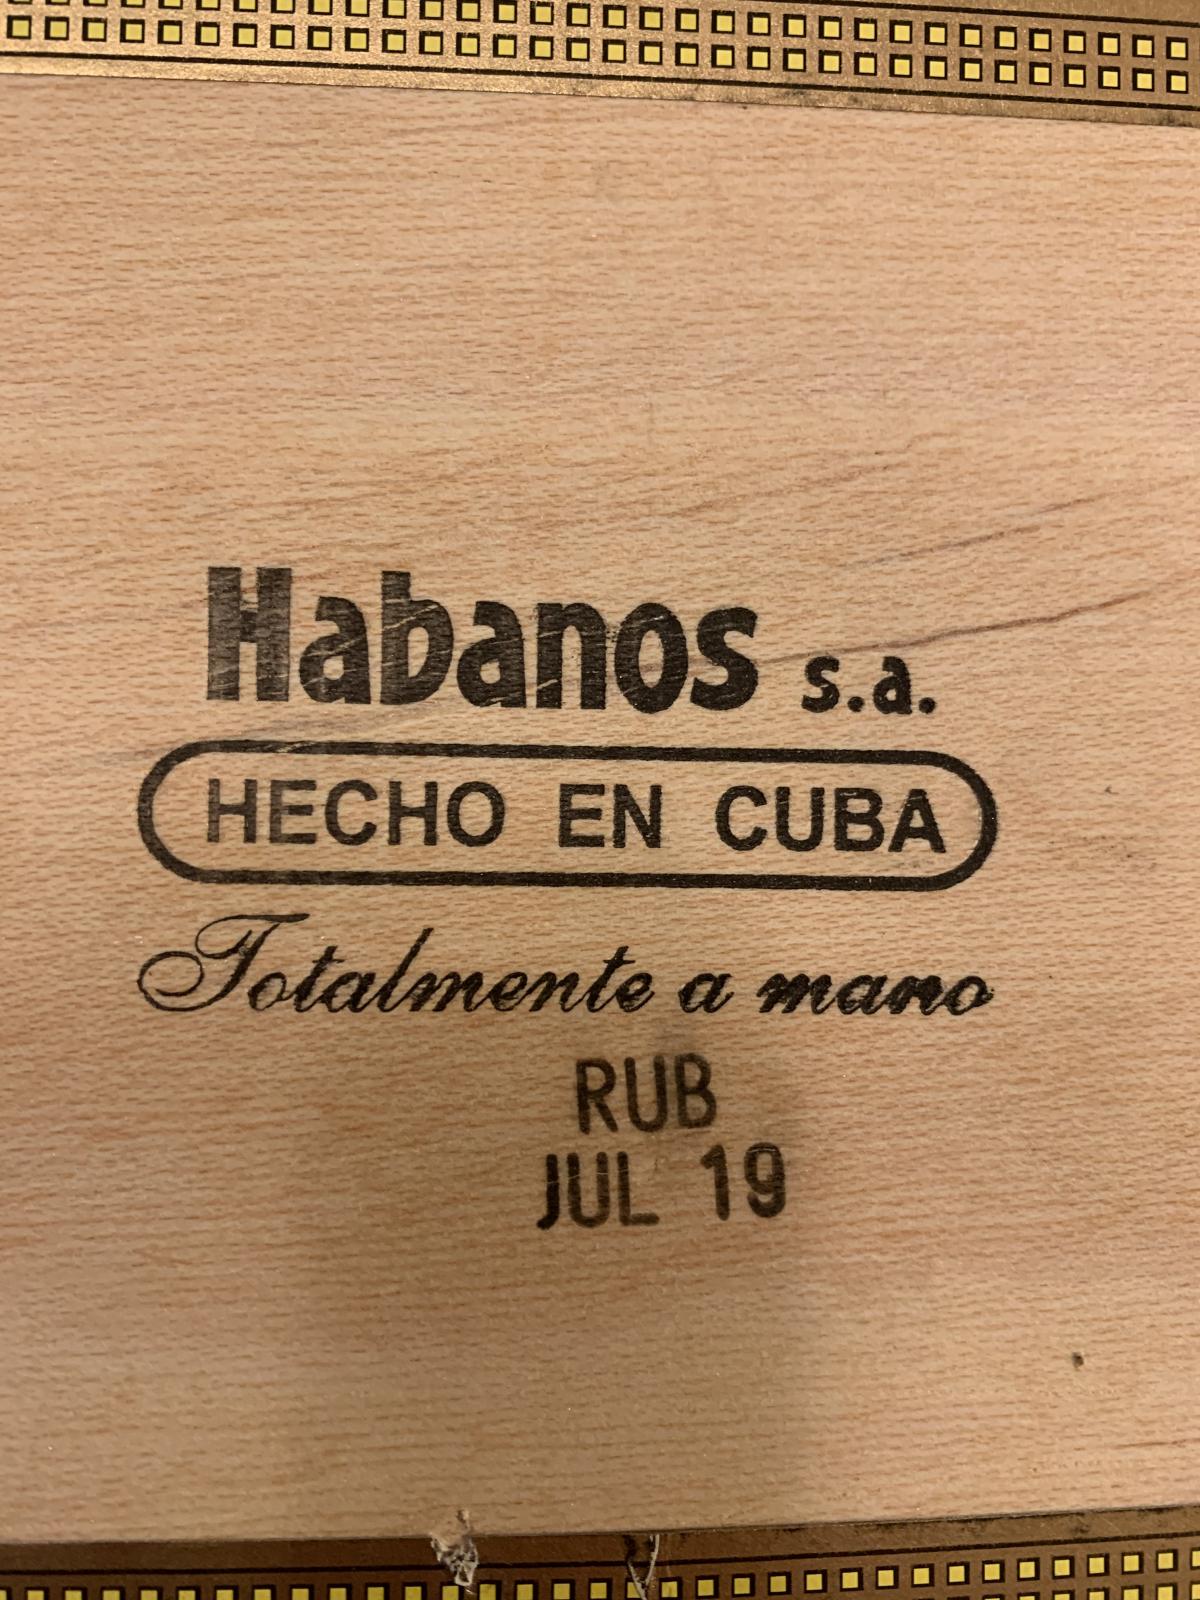 Habanos s.a.
HECHO EN CUBA
Totalmente a mano
RUB
JUL 19